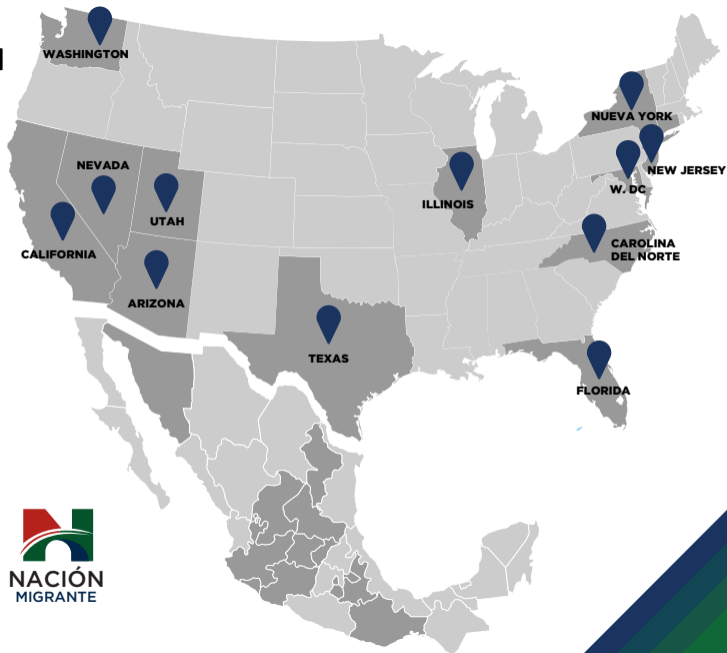 WASHINGTON
NUEVA YORK
NEVADA
NEW JERSEY
W. DC
ILLINOIS
UTAH
CAROLINA
DEL NORTE
CALIFORNIA
ARIZONA
TEXAS
FLORIDA
NACIÓN
MIGRANTE